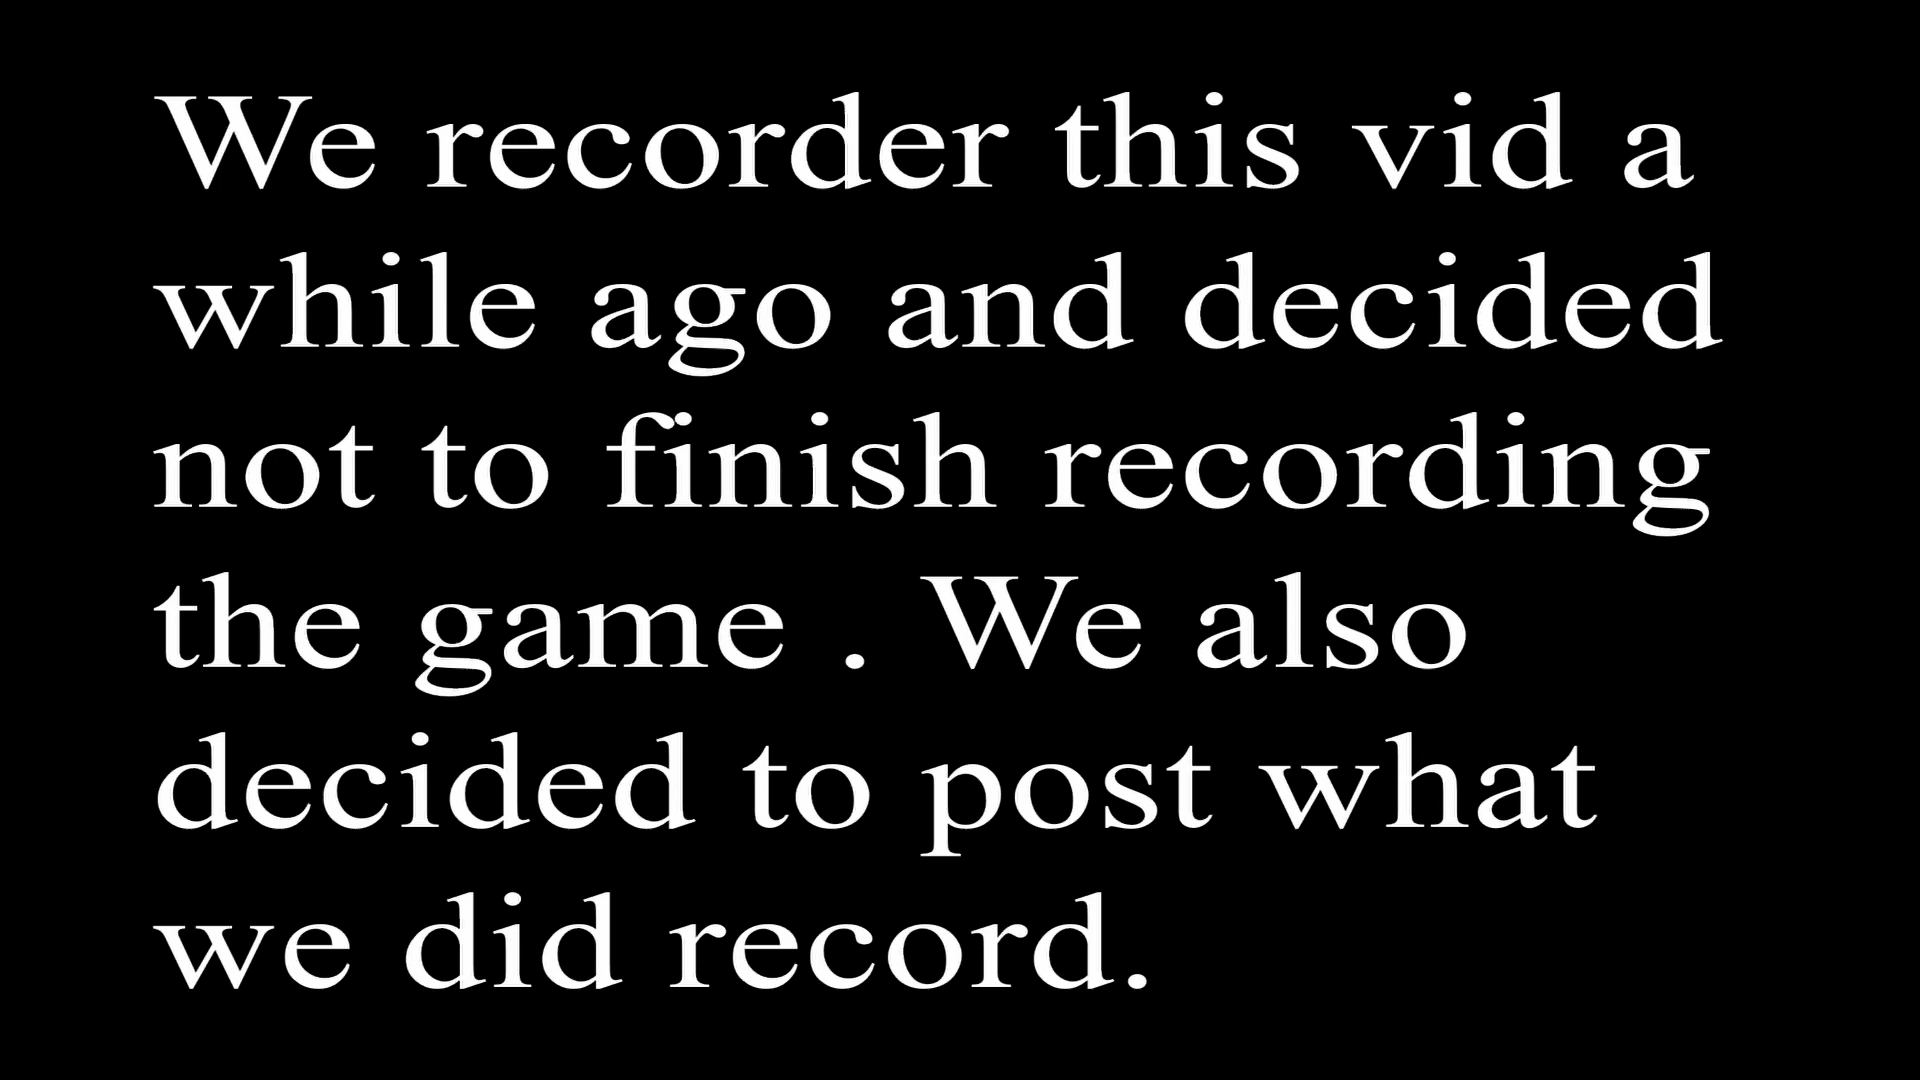 We recorder this vid a
while ago and decided
not to finish recording
the game . We also
decided to post what
we did record.